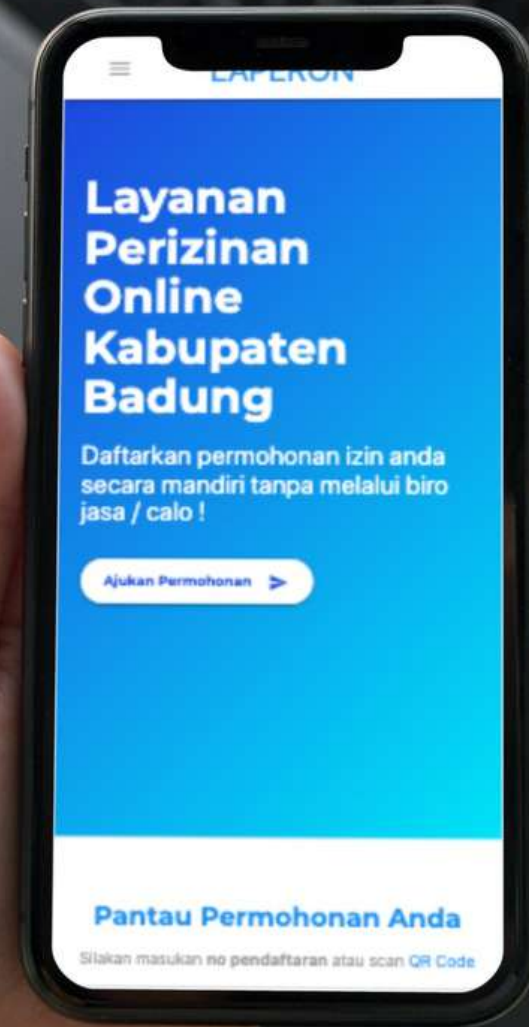 LAPERON
Layanan
Perizinan
Online
Kabupaten
Badung
Daftarkan permohonan izin anda
secara mandiri tanpa melalui biro
jasa / calo !
Ajukan Permohonan
Pantau Permohonan Anda
Silakan masukan no pendaftaran atau scan QR Code